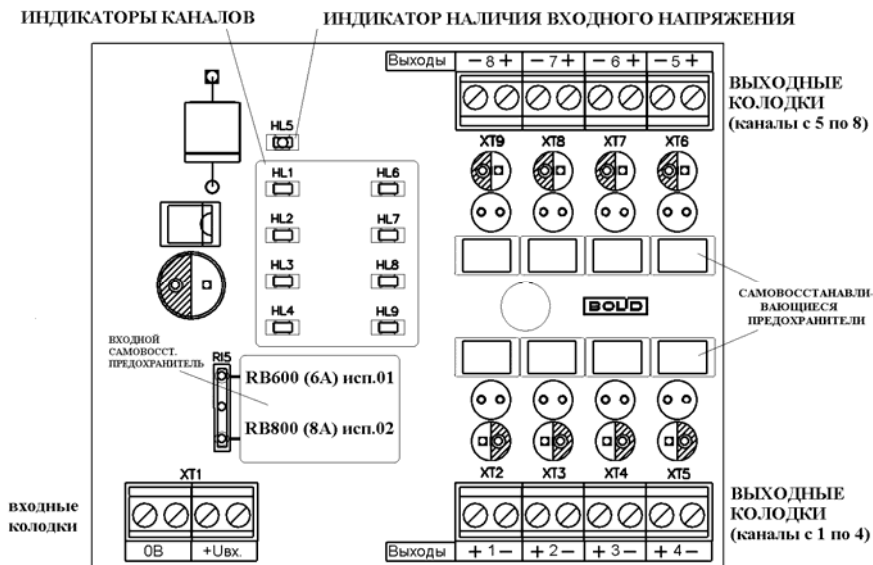 ИНДИКАТОРЫ КАНАЛОВ
ИНДИКАТОР НАЛИЧИЯ ВХОДНОГО НАПРЯЖЕНИЯ
Выходы
− 8 +
− 7 +
− 6 +
− 5 +
ВЫХОДНЫЕ
КОЛОДКИ
(каналы с 5 по 8)
XT9
XT8
XT7
XT6
HL5
HL1
HL6
HL2
HL7
HL3
HL8
HL4
HL9
BOLID
САМОВОССТАНАВЛИ-
ВАЮЩИЕСЯ
ПРЕДОХРАНИТЕЛИ
ВХОДНОЙ
САМОВОССТ.
ПРЕДОХРАНИТЕЛЬ
R15
RB600 (6А) исп.01
RB800 (8А) исп.02
XT1
XT2
XT3
XT4
XT5
входные
колодки
0В
+Uвх.
Выходы
+ 1 −
+ 2 −
+ 3 −
+ 4 −
ВЫХОДНЫЕ
КОЛОДКИ
(каналы с 1 по 4)